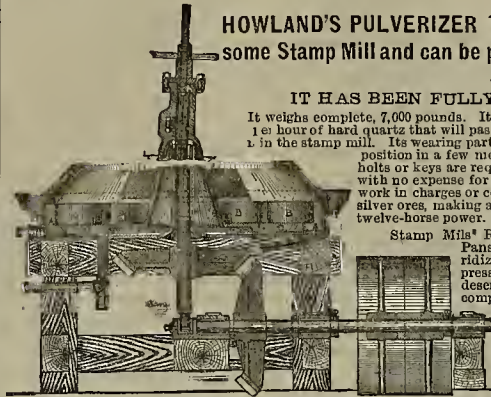 HOWLAND'S PULVERIZER
some Stamp Mill and can be p
IT HAS BEEN FULLY
It weighs complete, 7,000 pounds. It
hour of hard quartz that will pas
in the stamp mill. Its wearing part
position in a few mo
bolts or keys are req
with no expense for
work in charges or c
silver ores, making a
twelve-horse power.
Stamp Mils' F
Pans
ridiz
press
desc
comp